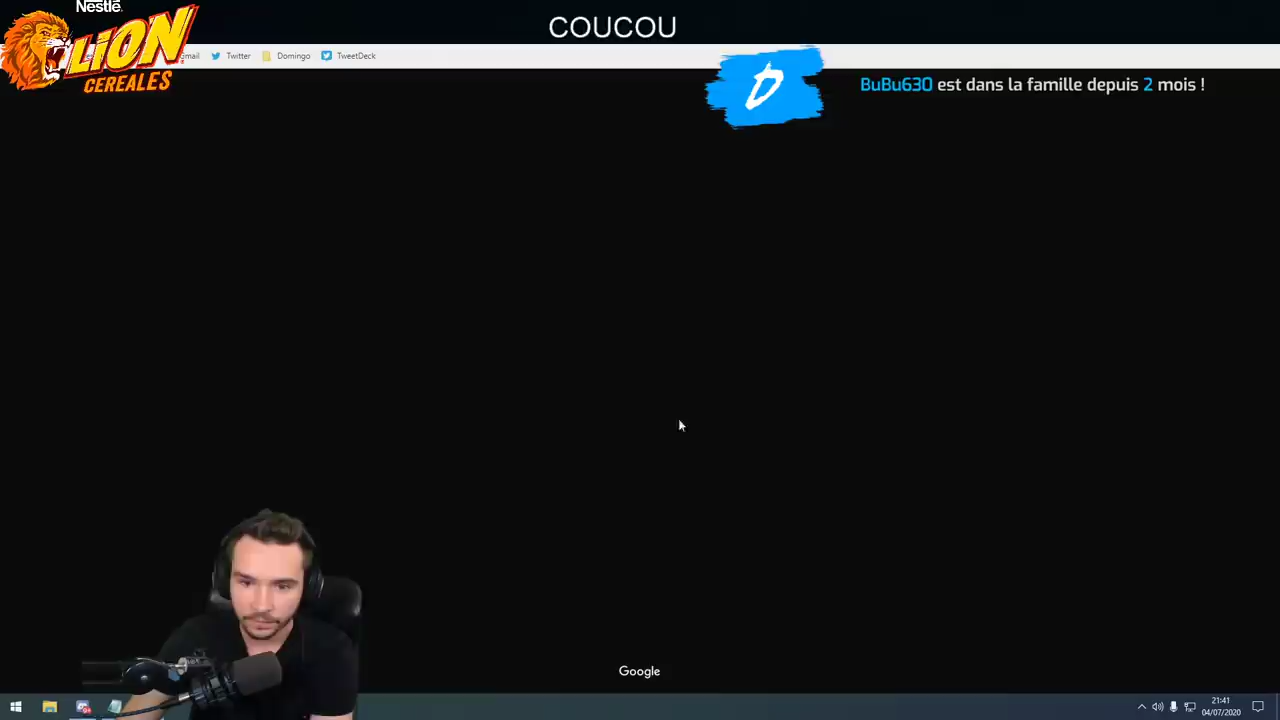 Nestlé
LION
CEREALES
COUCOU
Twitter
Domingo
TweetDeck
D
BuBu630 est dans la famille depuis 2 mois !
Google
21:41
04/07/2020